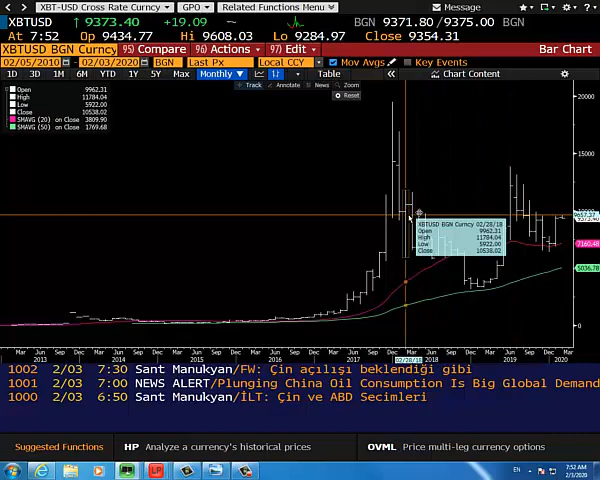 XBT-USD Cross Rate Curncy GPO Related Functions Menu Message
XBTUSD 9373.40 +19.09 BGN 9371.80/9375.00 BGN
At 7:52 Op 9434.77 Hi 9608.03 Lo 9284.97 Close 9354.31
XBTUSD BGN Curncy 95) Compare 96) Actions 97) Edit Bar Chart
02/05/2010 - 02/03/2020 BGN Last Px Local CCY Mov Avgs Key Events
1D 3D 1M 6M YTD 1Y 5Y Max Monthly Table Chart Content
Track Annotate News Zoom
Reset
Open 9962.31
High 11784.04
Low 5922.00
Close 10538.02
SMAVG (20) on Close 3809.90
SMAVG (50) on Close 1769.68
20000
15000
9657.37
9373.40
XBTUSD BGN Curncy 02/28/18
Open 9962.31
High 11784.04
Low 5922.00
Close 10538.02
7160.48
5036.78
0
Mar Jun Sep Dec Mar Jun Sep Dec Mar Jun Sep Dec Mar Jun Sep Dec Mar Jun Sep Dec 02/28/18 Jun Sep Dec Mar Jun Sep Dec Mar
2013 2014 2015 2016 2017 2018 2019 2020
1002 2/03 7:30 Sant Manukyan/FW: Çin açılışı beklendiği gibi
1001 2/03 7:00 NEWS ALERT/Plunging China Oil Consumption Is Big Global Demand
1000 2/03 6:50 Sant Manukyan/İLT: Çin ve ABD Secimleri
Suggested Functions HP Analyze a currency's historical prices OVML Price multi-leg currency options
EN 7:52 AM
2/3/2020